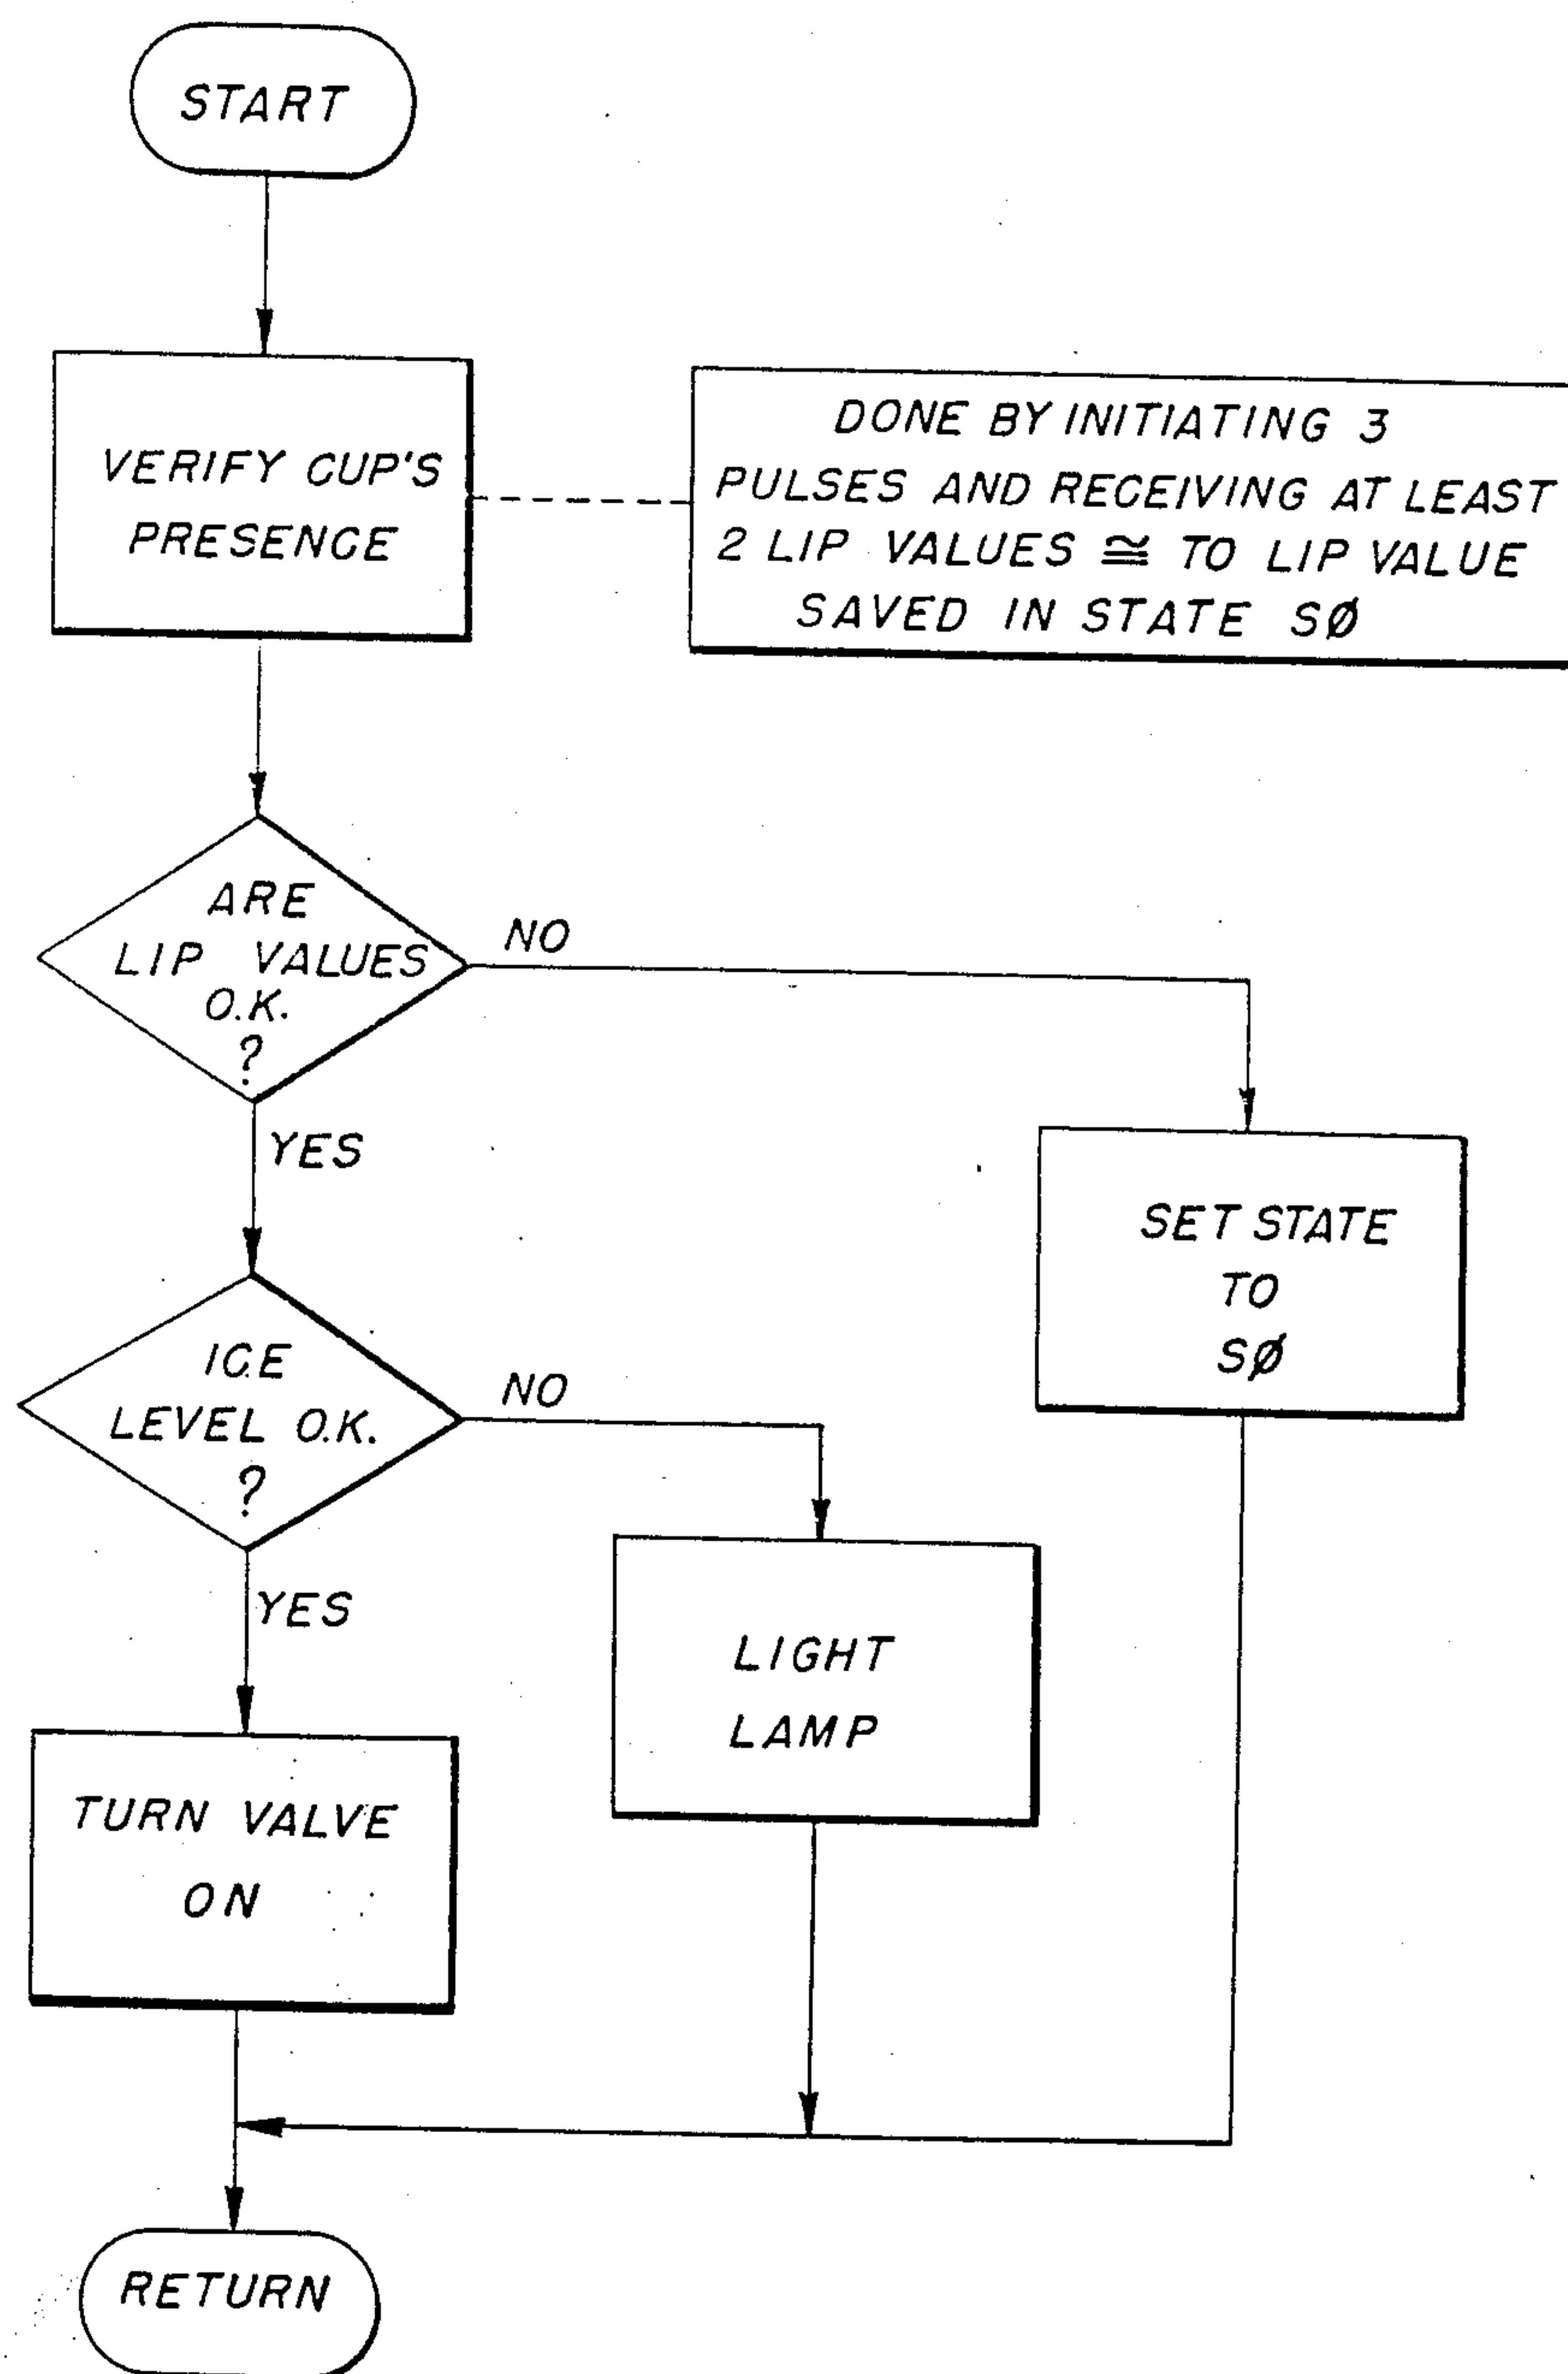 START
VERIFY CUP'S
PRESENCE
DONE BY INITIATING 3
PULSES AND RECEIVING AT LEAST
2 LIP VALUES ≅ TO LIP VALUE
SAVED IN STATE SØ
ARE
LIP VALUES
O.K.
?
NO
YES
SET STATE
TO
SØ
ICE
LEVEL O.K.
?
NO
YES
LIGHT
LAMP
TURN VALVE
ON
RETURN